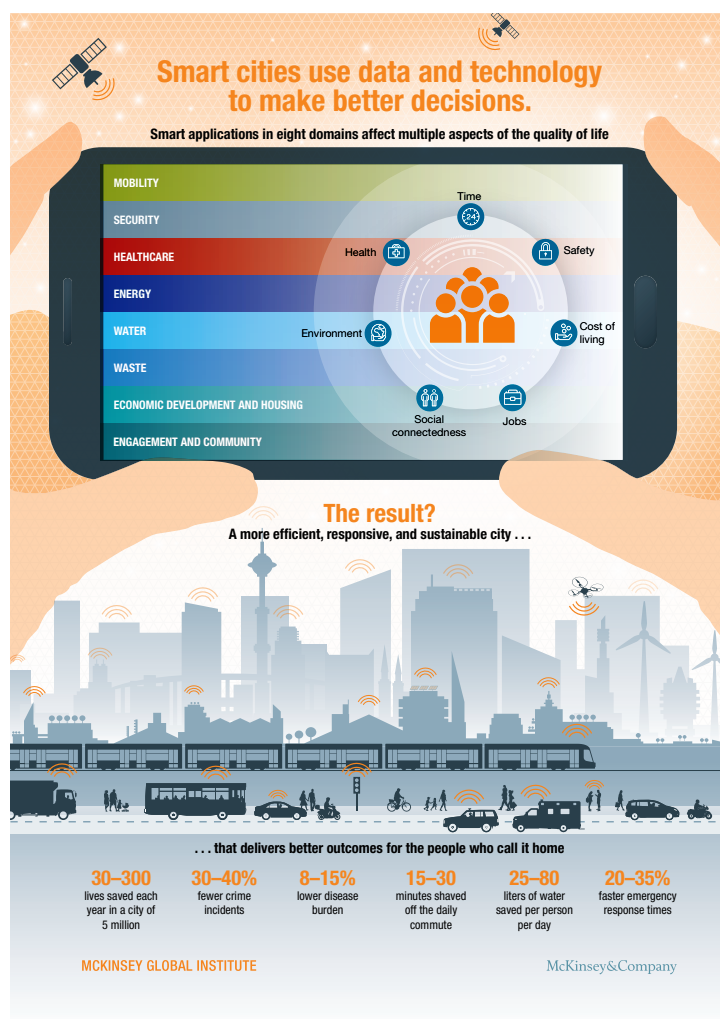 Smart cities use data and technology
to make better decisions.
Smart applications in eight domains affect multiple aspects of the quality of life
MOBILITY
SECURITY
HEALTHCARE
ENERGY
WATER
WASTE
ECONOMIC DEVELOPMENT AND HOUSING
ENGAGEMENT AND COMMUNITY
Time
24
Health
Safety
Environment
Cost of
living
Social
connectedness
Jobs
The result?
A more efficient, responsive, and sustainable city . . .
. . . that delivers better outcomes for the people who call it home
30–300
lives saved each
year in a city of
5 million
30–40%
fewer crime
incidents
8–15%
lower disease
burden
15–30
minutes shaved
off the daily
commute
25–80
liters of water
saved per person
per day
20–35%
faster emergency
response times
MCKINSEY GLOBAL INSTITUTE
McKinsey&Company